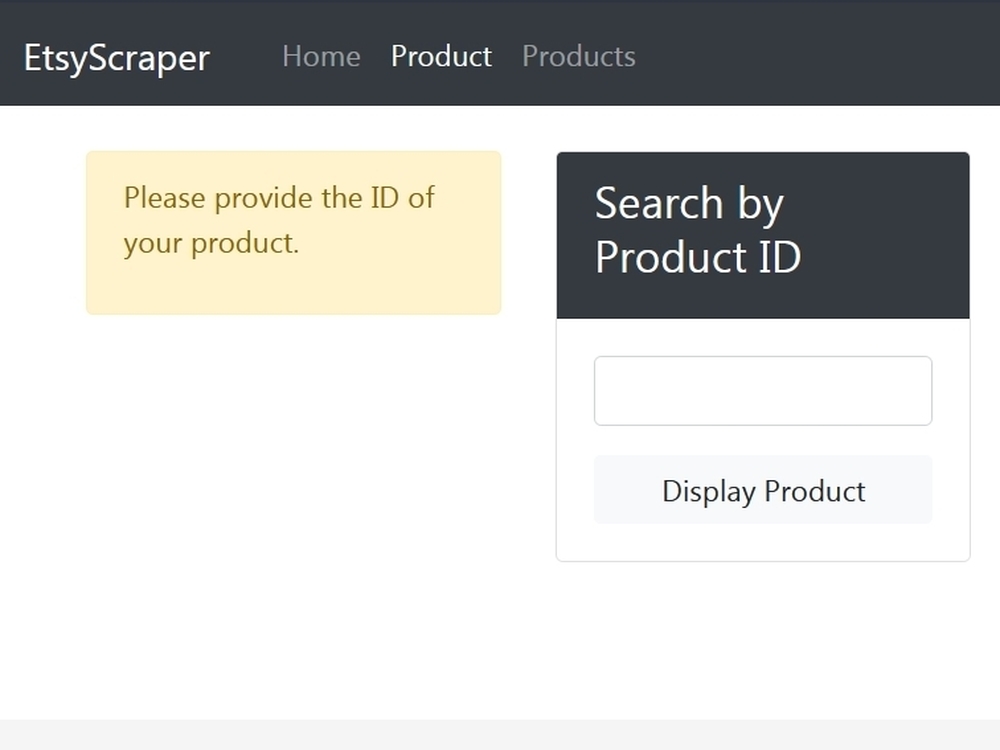 EtsyScraper Home Product Products
Please provide the ID of
your product.
Search by
Product ID
Display Product